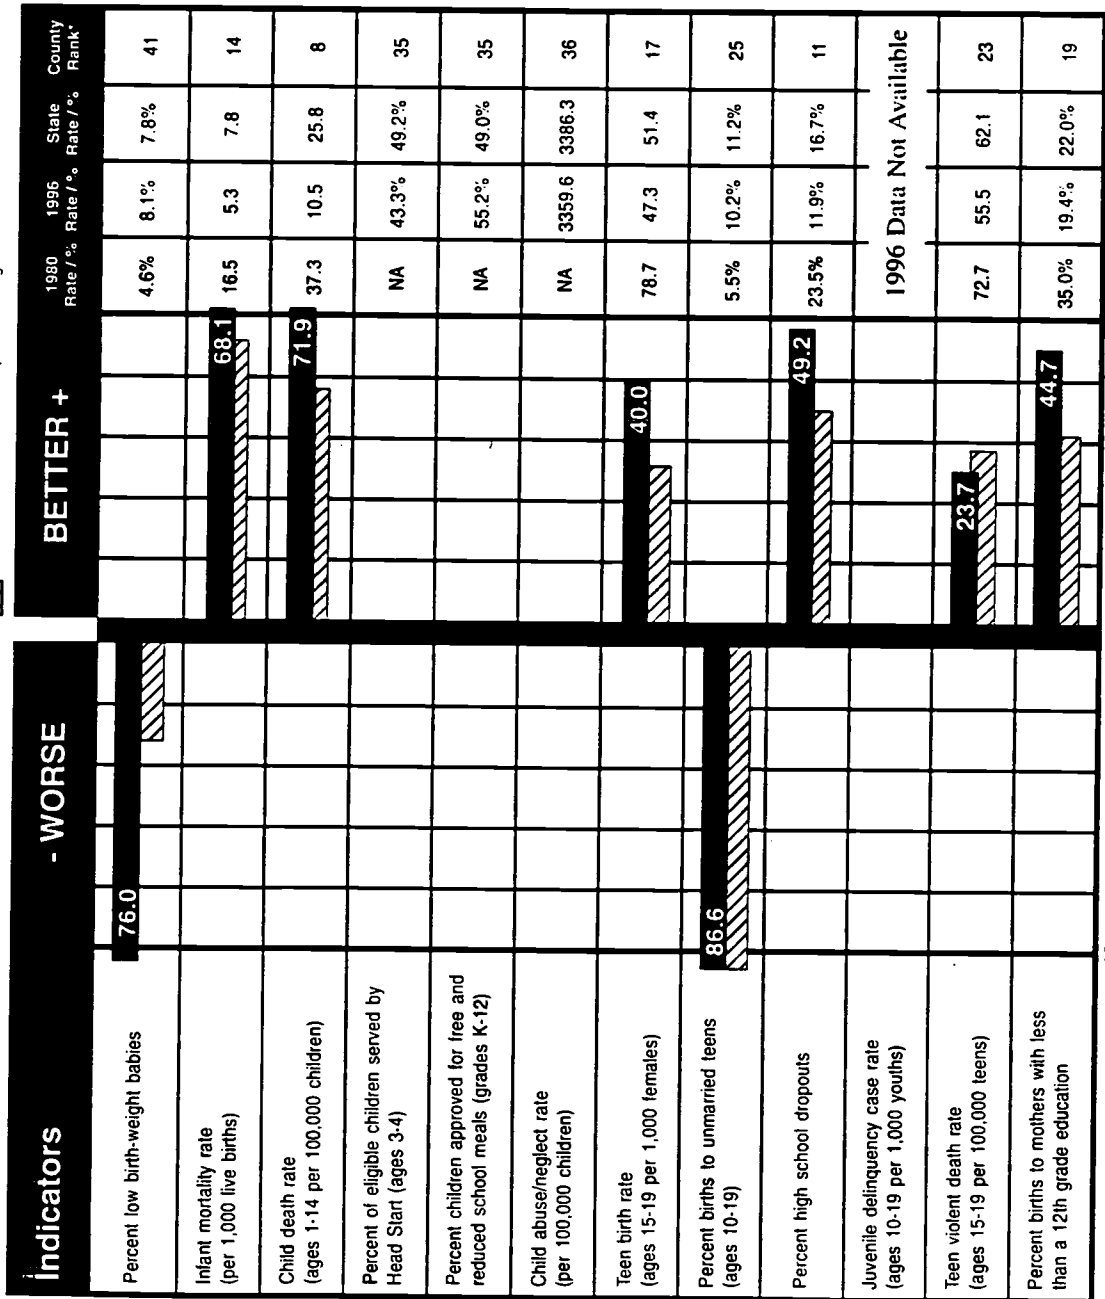 Indicators - WORSE BETTER + 1980 Rate / % 1996 Rate / % State Rate / % County Rank*
Percent low birth-weight babies 76.0 4.6% 8.1% 7.8% 41
Infant mortality rate
(per 1,000 live births) 68.1 16.5 5.3 7.8 14
Child death rate
(ages 1-14 per 100,000 children) 71.9 37.3 10.5 25.8 8
Percent of eligible children served by
Head Start (ages 3-4) NA 43.3% 49.2% 35
Percent children approved for free and
reduced school meals (grades K-12) NA 55.2% 49.0% 35
Child abuse/neglect rate
(per 100,000 children) NA 3359.6 3386.3 36
Teen birth rate
(ages 15-19 per 1,000 females) 40.0 78.7 47.3 51.4 17
Percent births to unmarried teens
(ages 10-19) 86.6 5.5% 10.2% 11.2% 25
Percent high school dropouts 49.2 23.5% 11.9% 16.7% 11
Juvenile delinquency case rate
(ages 10-19 per 1,000 youths) 1996 Data Not Available
Teen violent death rate
(ages 15-19 per 100,000 teens) 23.7 72.7 55.5 62.1 23
Percent births to mothers with less
than a 12th grade education 44.7 35.0% 19.4% 22.0% 19